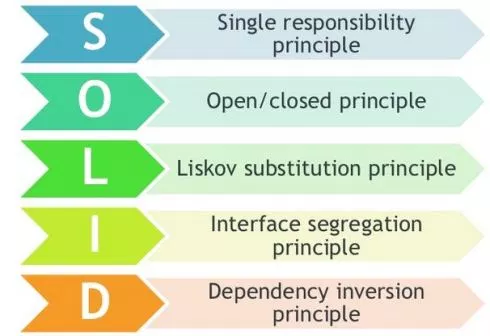 S
Single responsibility
principle
O
Open/closed principle
L
Liskov substitution principle
I
Interface segregation
principle
D
Dependency inversion
principle